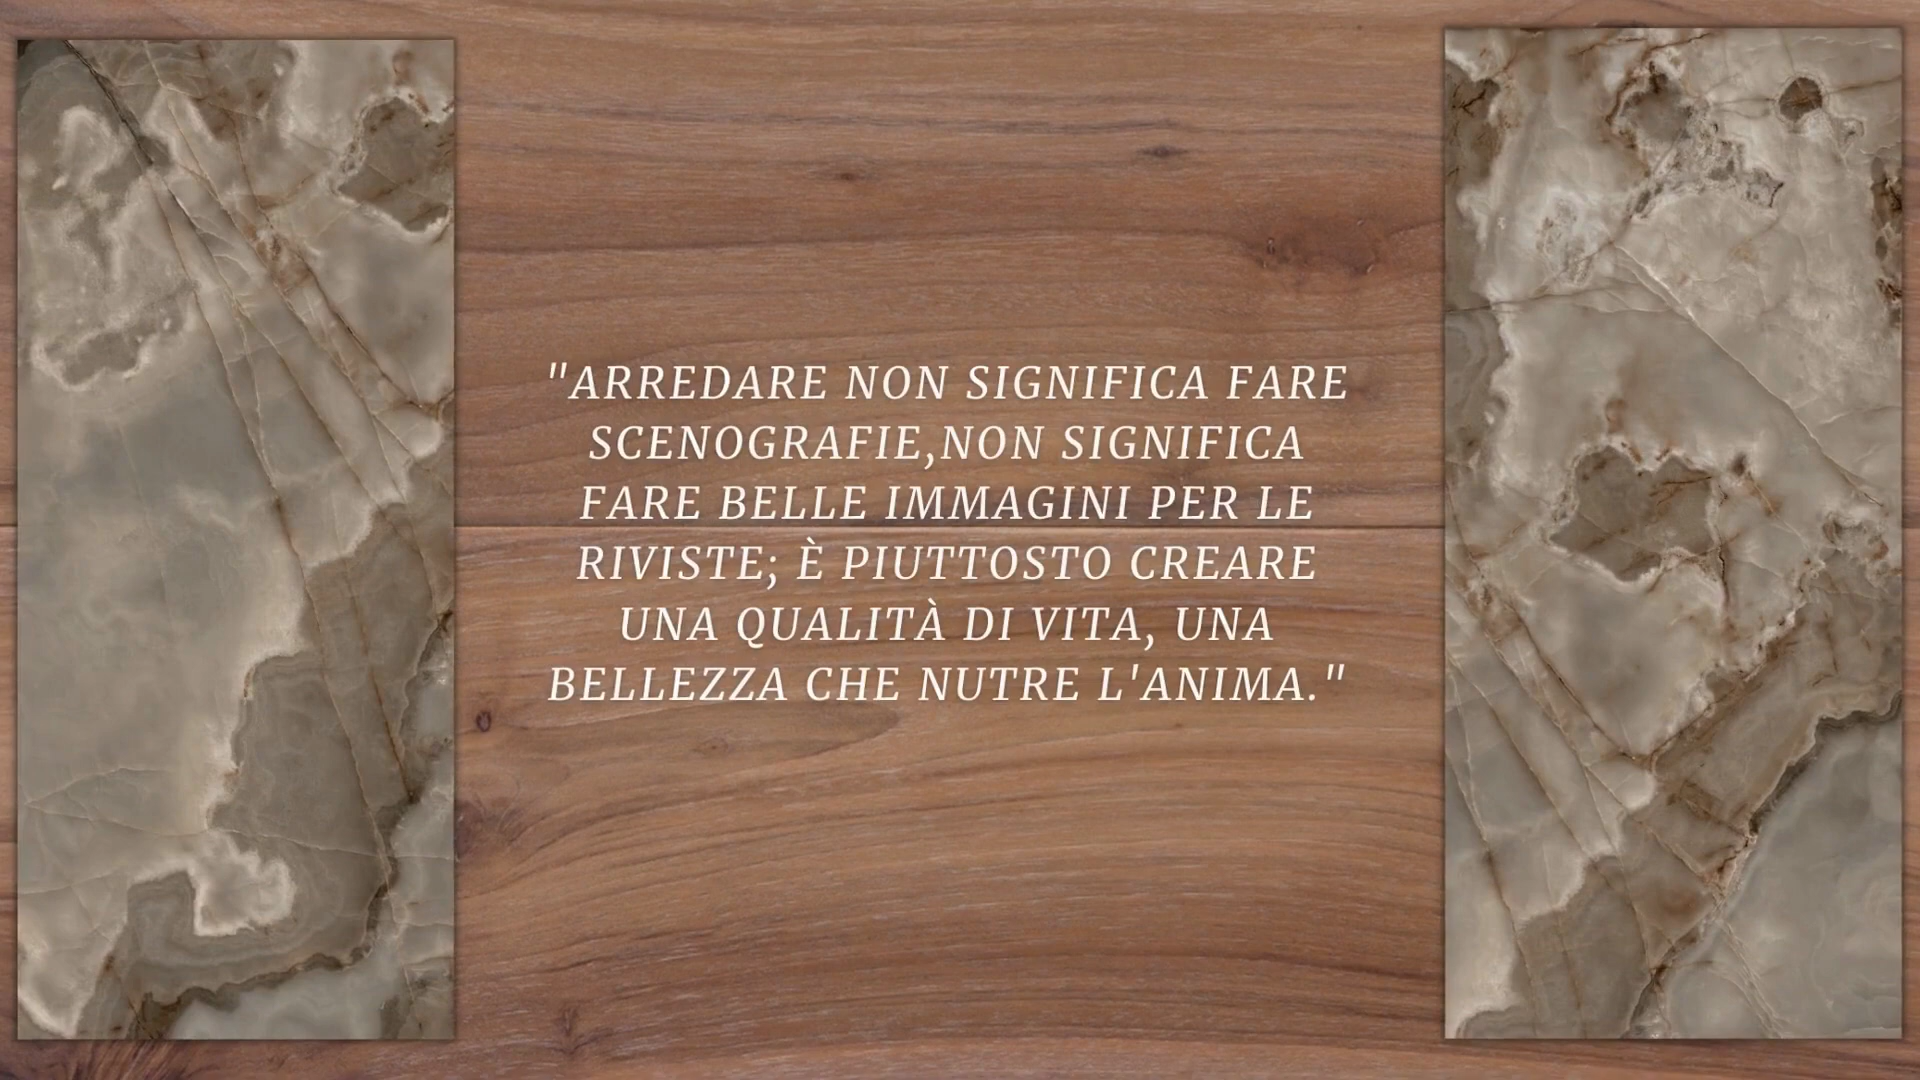 "ARREDARE NON SIGNIFICA FARE
SCENOGRAFIE,NON SIGNIFICA
FARE BELLE IMMAGINI PER LE
RIVISTE; È PIUTTOSTO CREARE
UNA QUALITÀ DI VITA, UNA
BELLEZZA CHE NUTRE L'ANIMA."